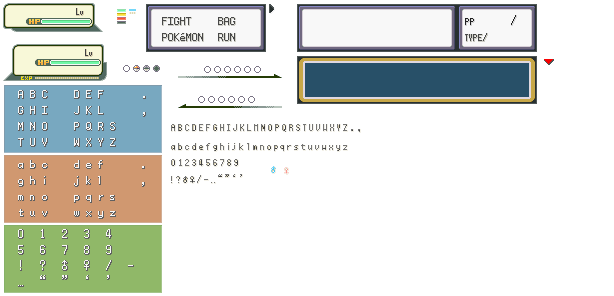 Lv
HP
FIGHT BAG
POKéMON RUN
PP /
TYPE/
Lv
HP
EXP
A B C D E F .
G H I J K L ,
M N O P Q R S
T U V W X Y Z
ABCDEFGHIJKLMNOPQRSTUVWXYZ.,
abcdefghijklmnopqrstuvwxyz
0123456789
!?♂♀/-…“”‘’
a b c d e f .
g h i j k l ,
m n o p q r s
t u v w x y z
0 1 2 3 4
5 6 7 8 9
! ? ♂ ♀ / -
… “ ” ‘ ’